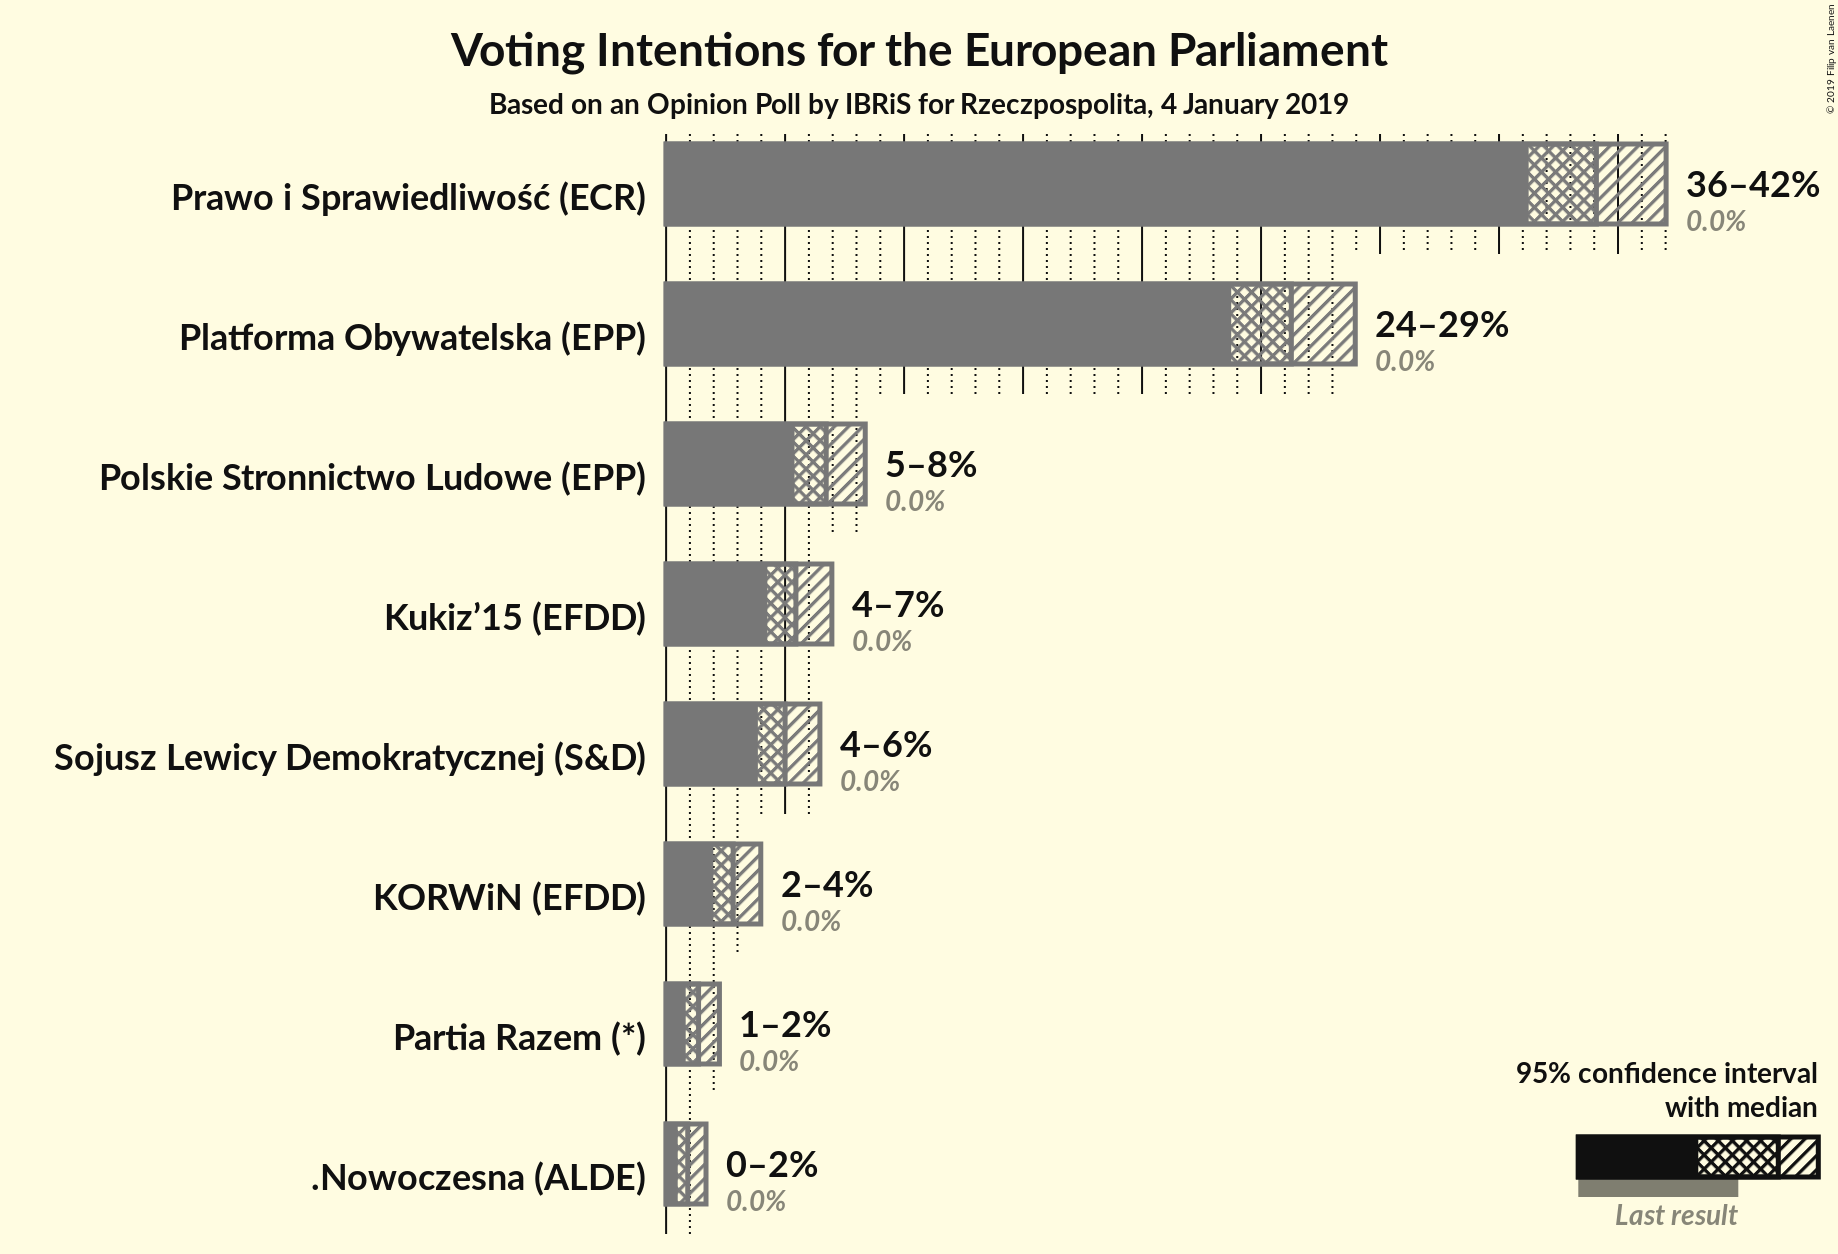 Voting Intentions for the European Parliament
Based on an Opinion Poll by IBRiS for Rzeczpospolita, 4 January 2019
© 2019 Filip van Laenen
Prawo i Sprawiedliwość (ECR)
36–42%
0.0%
Platforma Obywatelska (EPP)
24–29%
0.0%
Polskie Stronnictwo Ludowe (EPP)
5–8%
0.0%
Kukiz’15 (EFDD)
4–7%
0.0%
Sojusz Lewicy Demokratycznej (S&D)
4–6%
0.0%
KORWiN (EFDD)
2–4%
0.0%
Partia Razem (*)
1–2%
0.0%
.Nowoczesna (ALDE)
0–2%
0.0%
95% confidence interval
with median
Last result